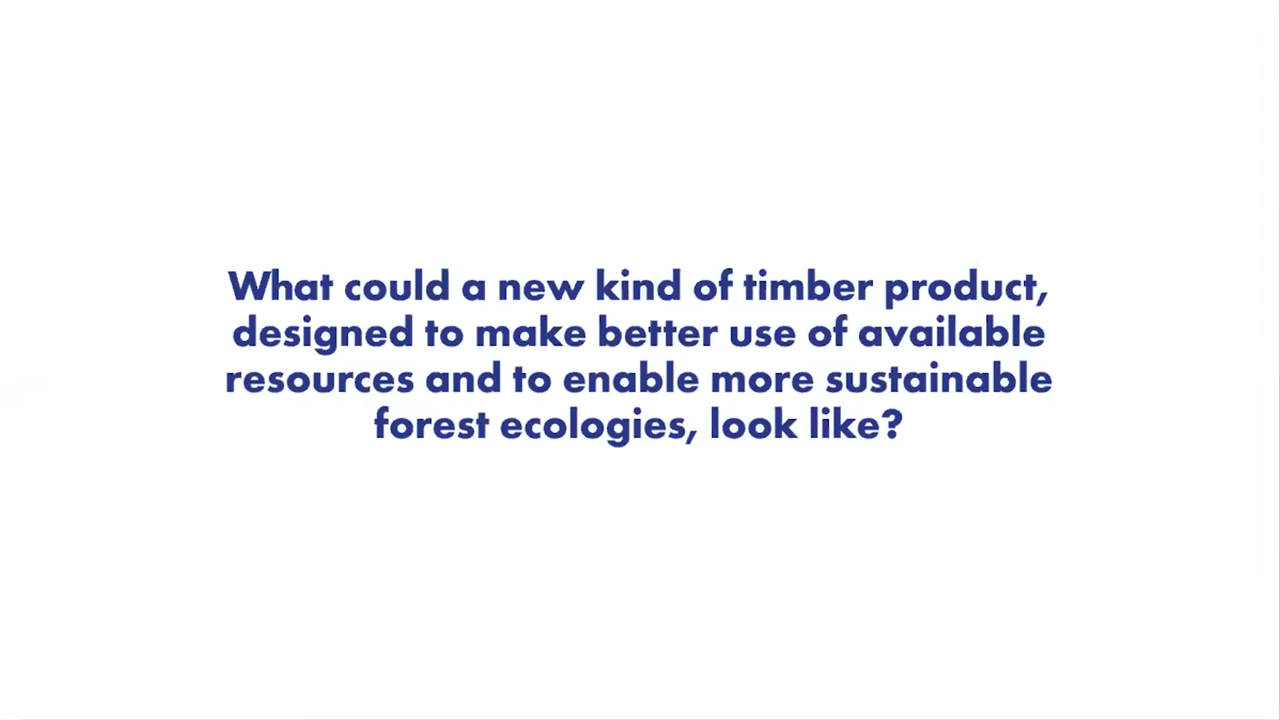 What could a new kind of timber product,
designed to make better use of available
resources and to enable more sustainable
forest ecologies, look like?